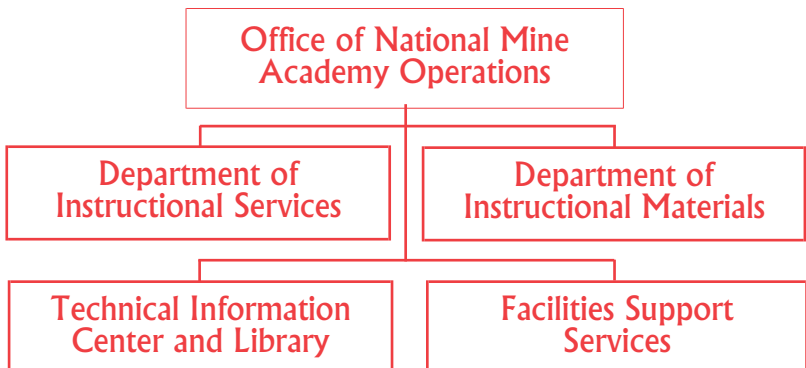 Office of National Mine
Academy Operations
Department of
Instructional Services
Department of
Instructional Materials
Technical Information
Center and Library
Facilities Support
Services